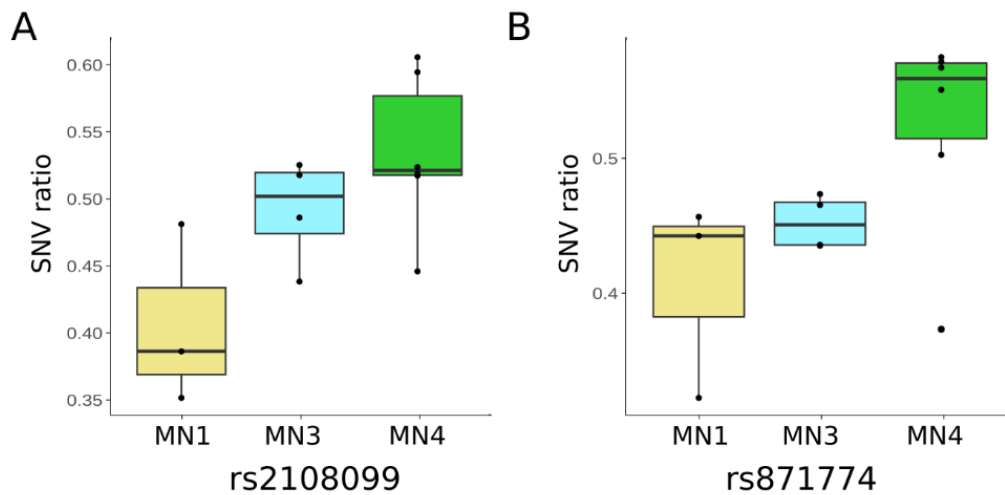 A
SNV ratio
0.60
0.55
0.50
0.45
0.40
0.35
MN1 MN3 MN4
rs2108099
B
SNV ratio
0.5
0.4
MN1 MN3 MN4
rs871774